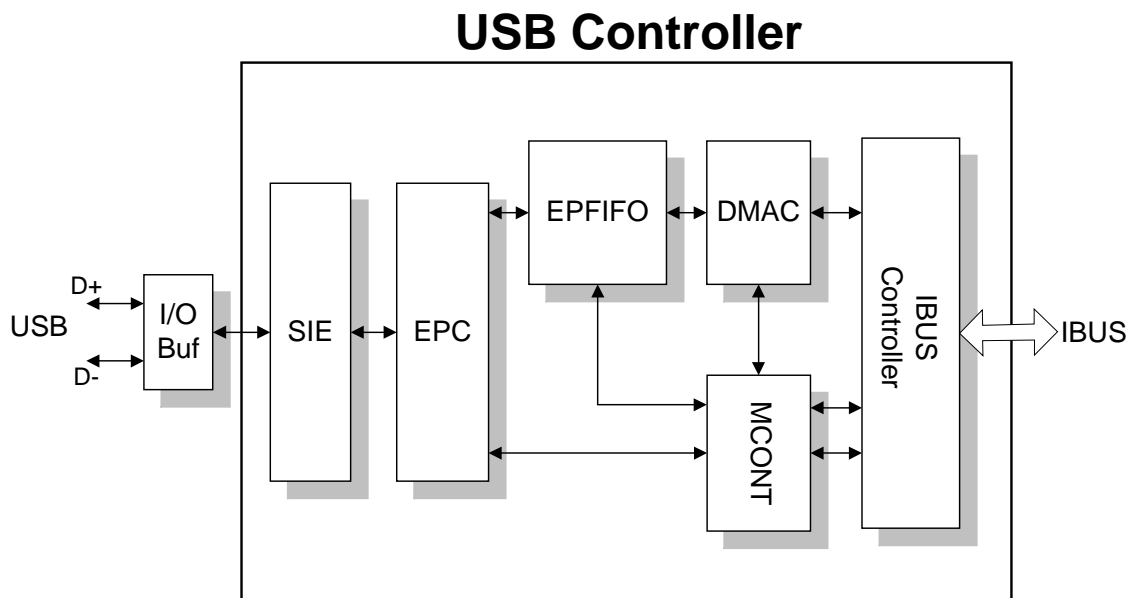 USB Controller
EPFIFO
DMAC
IBUS
Controller
D+
USB
I/O
Buf
D-
SIE
EPC
MCONT
IBUS